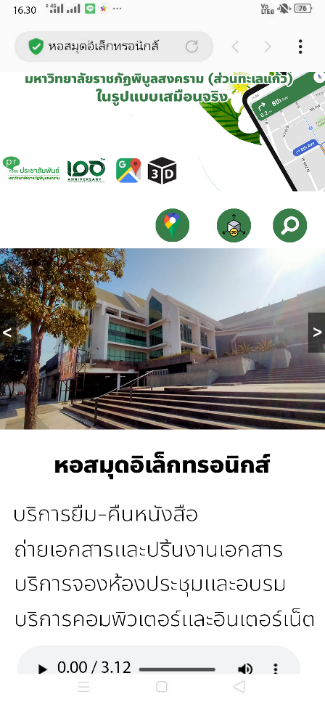 16.30
76
หอสมุดอิเล็กทรอนิกส์
มหาวิทยาลัยราชภัฏพิบูลสงคราม (ส่วนทะเลแก้ว)
ในรูปแบบเสมือนจริง
pr
ประชาสัมพันธ์
ANNIVERSARY
3D
<
>
หอสมุดอิเล็กทรอนิกส์
บริการยืม-คืนหนังสือ
ถ่ายเอกสารและปริ้นงานเอกสาร
บริการจองห้องประชุมและอบรม
บริการคอมพิวเตอร์และอินเตอร์เน็ต
0.00 / 3.12